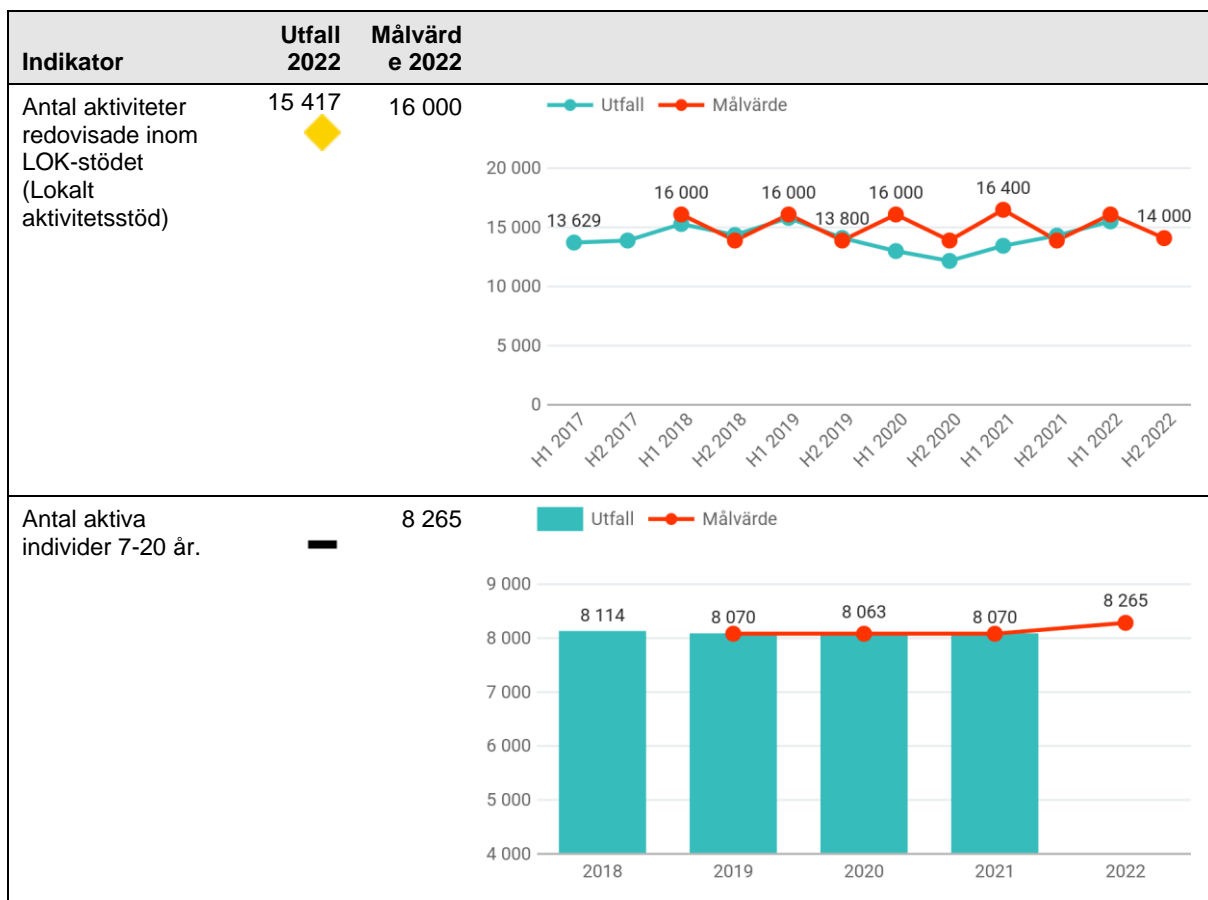 Indikator
Utfall
2022
Målvärd
e 2022
Antal aktiviteter
redovisade inom
LOK-stödet
(Lokalt
aktivitetsstöd)
15 417
16 000
Utfall
Målvärde
20 000
15 000
10 000
5 000
0
13 629
16 000
16 000
13 800
16 000
16 400
14 000
H1 2017
H2 2017
H1 2018
H2 2018
H1 2019
H2 2019
H1 2020
H2 2020
H1 2021
H2 2021
H1 2022
H2 2022
Antal aktiva
individer 7-20 år.
8 265
Utfall
Målvärde
9 000
8 000
7 000
6 000
5 000
4 000
8 114
8 070
8 063
8 070
8 265
2018
2019
2020
2021
2022